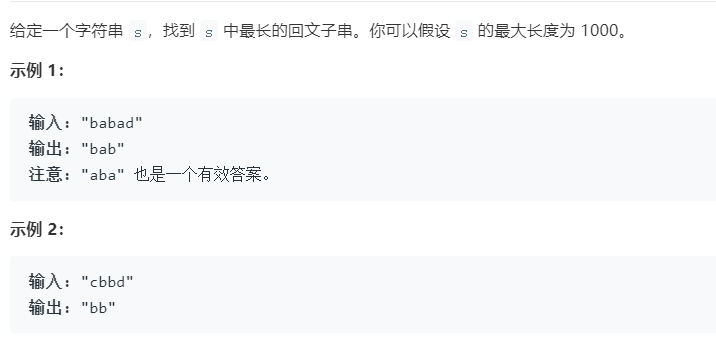 给定一个字符串 s，找到 s 中最长的回文子串。你可以假设 s 的最大长度为 1000。
示例 1：
输入："babad"
输出："bab"
注意："aba" 也是一个有效答案。
示例 2：
输入："cbbd"
输出："bb"